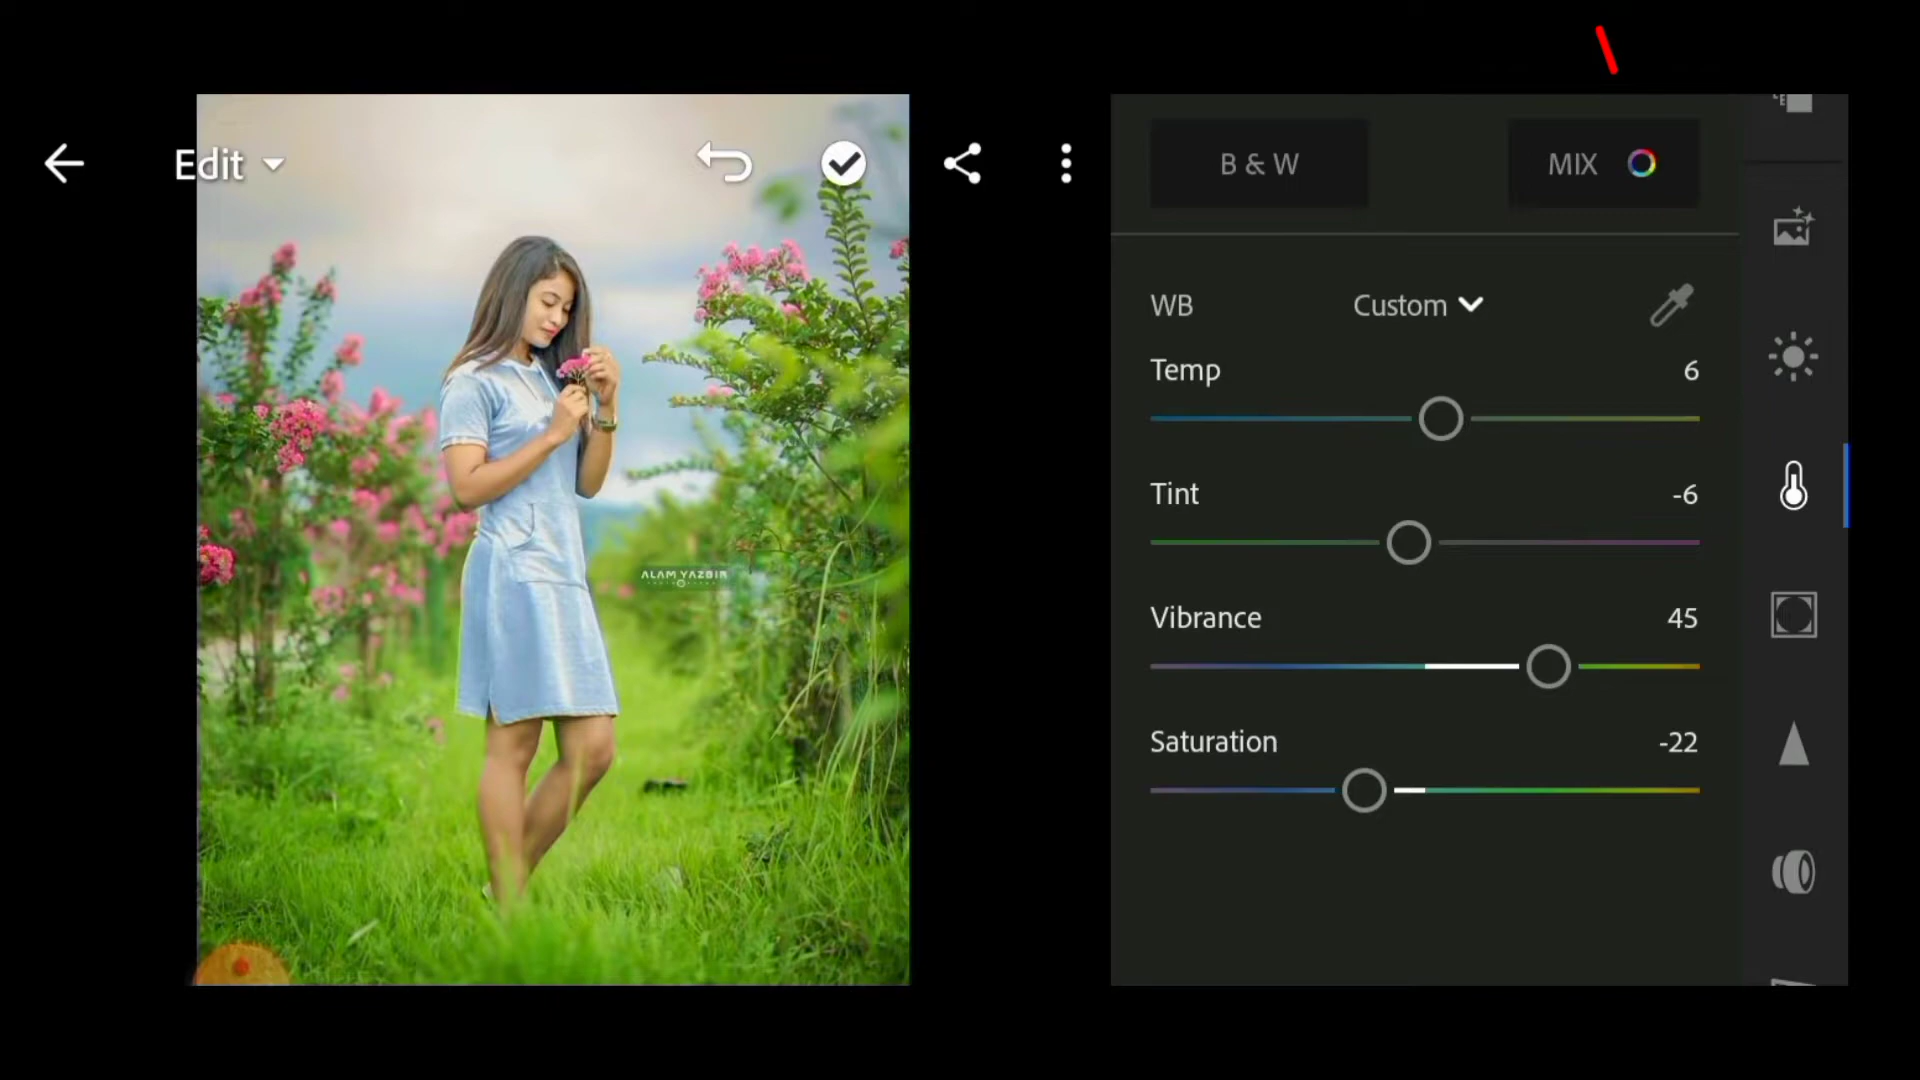 Edit
B & W
MIX
WB
Custom
Temp
6
Tint
-6
Vibrance
45
Saturation
-22
ALAM YAZBIR